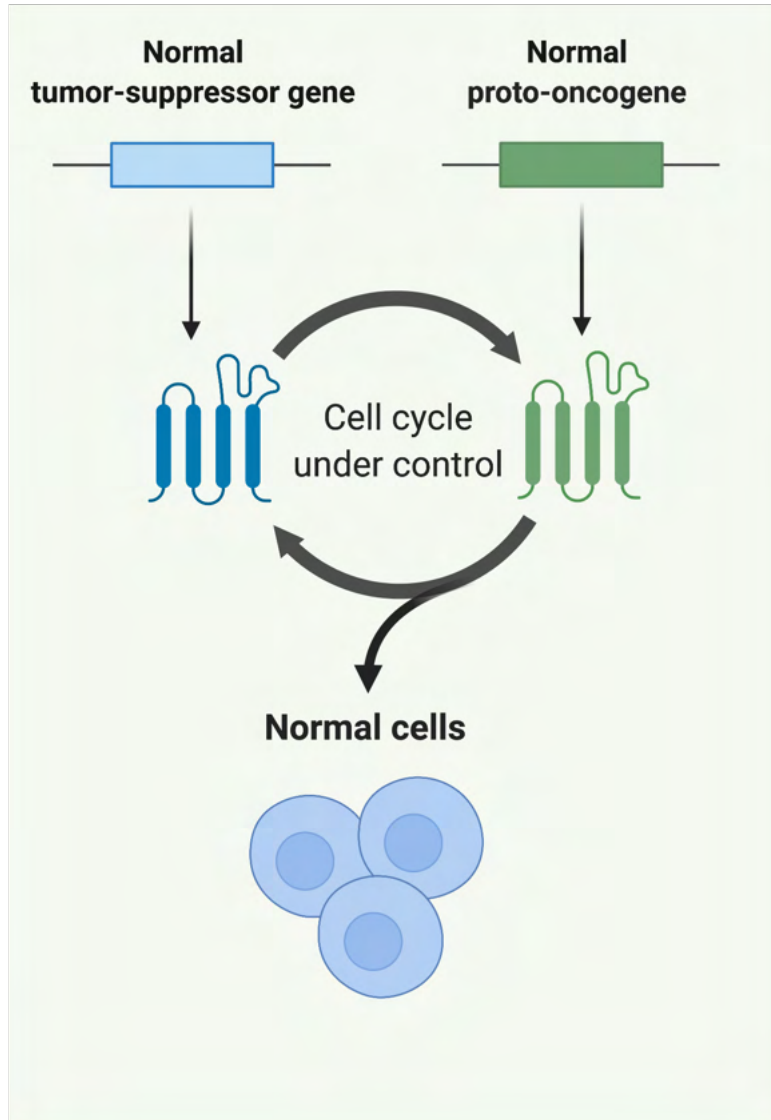 Normal
tumor-suppressor gene
Normal
proto-oncogene
Cell cycle
under control
Normal cells